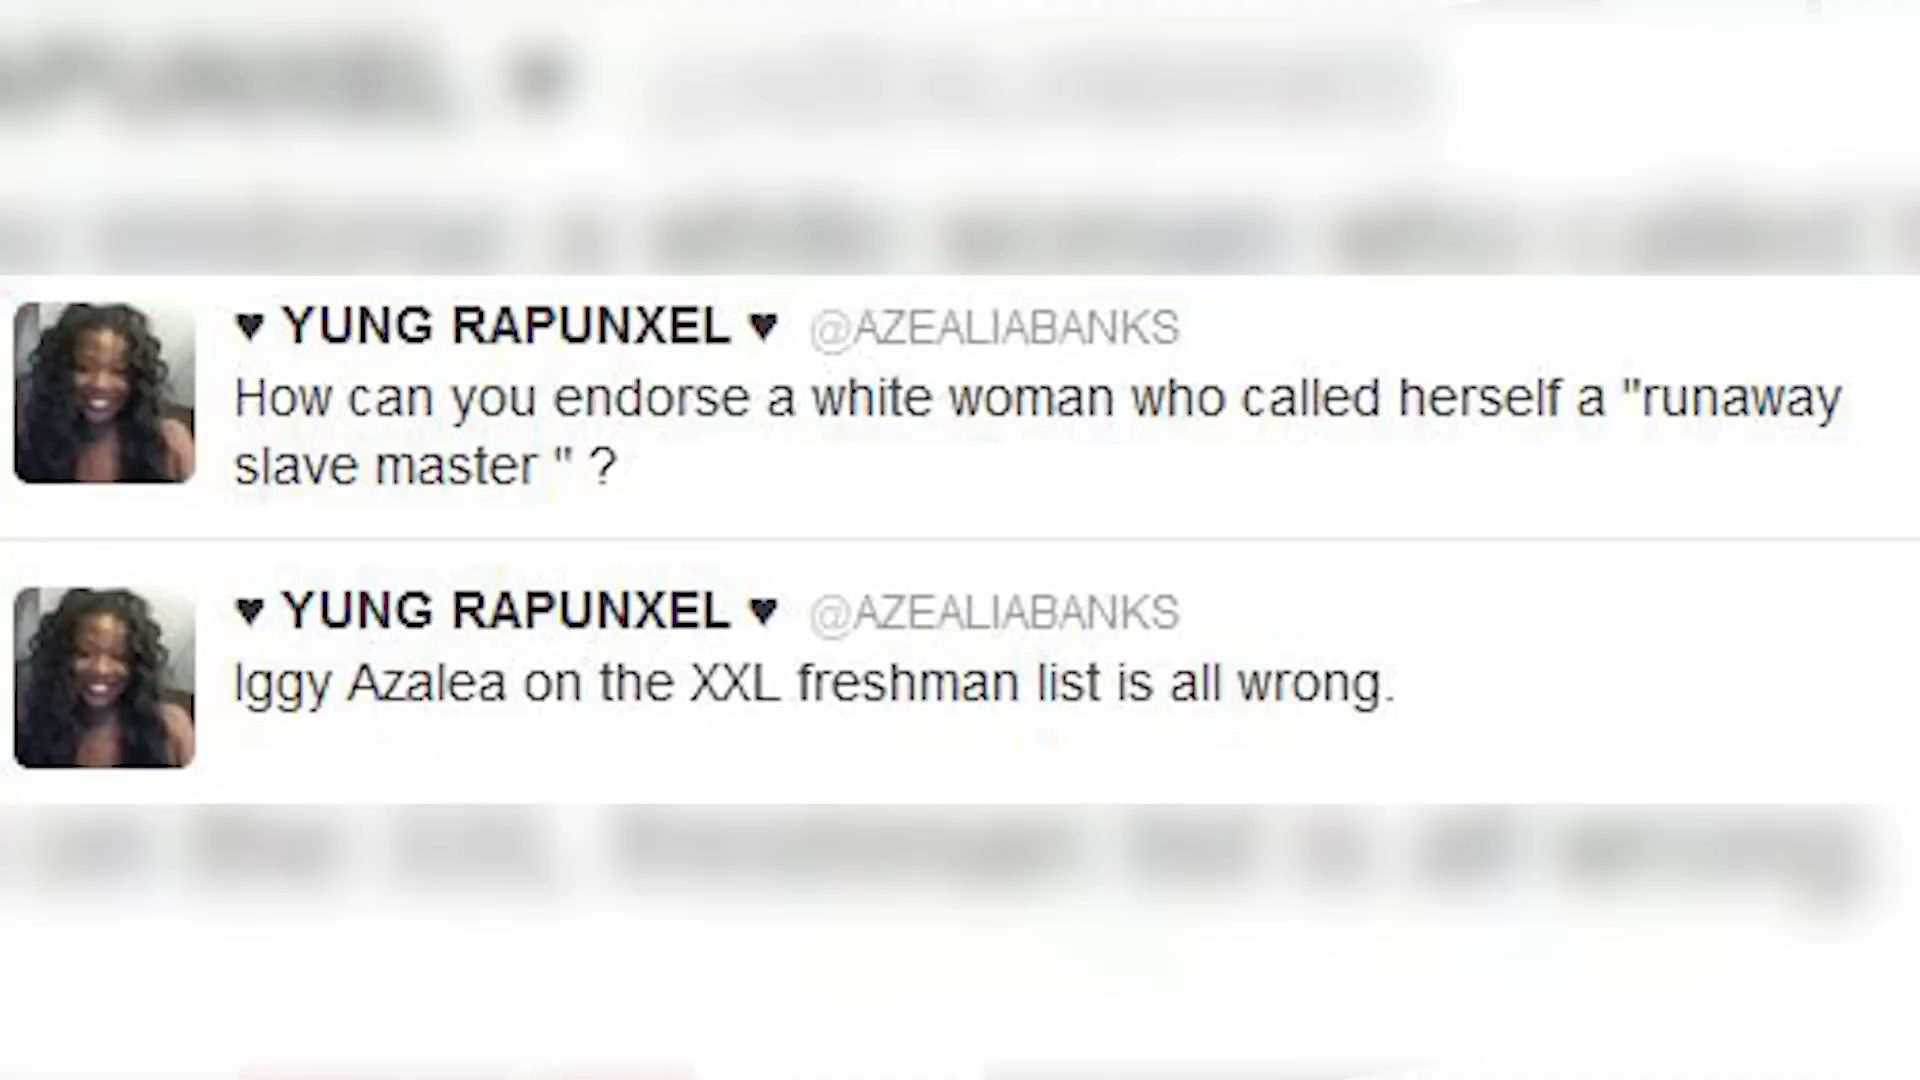 ♥ YUNG RAPUNXEL ♥ @AZEALIABANKS
How can you endorse a white woman who called herself a "runaway
slave master " ?
♥ YUNG RAPUNXEL ♥ @AZEALIABANKS
Iggy Azalea on the XXL freshman list is all wrong.